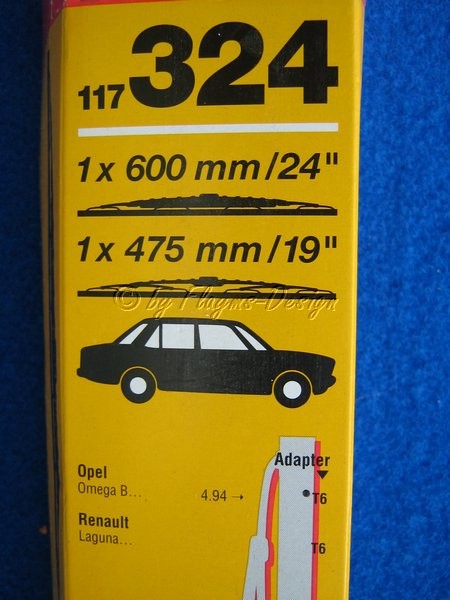 117 324
1 x 600 mm/24"
1 x 475 mm/19"
© by Flayms-Design
Adapter
Opel
Omega B... 4.94 → T6
Renault
Laguna... T6